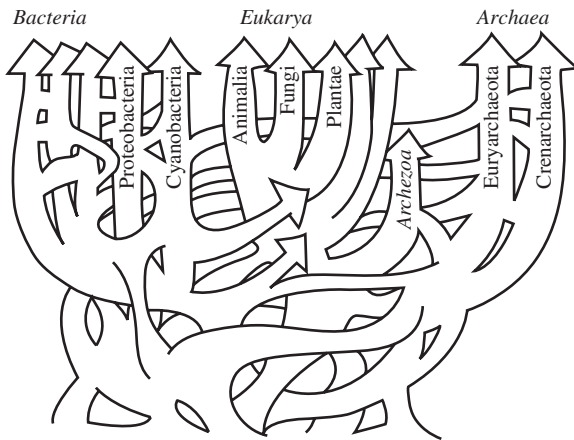 Bacteria
Eukarya
Archaea
Proteobacteria
Cyanobacteria
Animalia
Fungi
Plantae
Archezoa
Euryarchaeota
Crenarchaeota